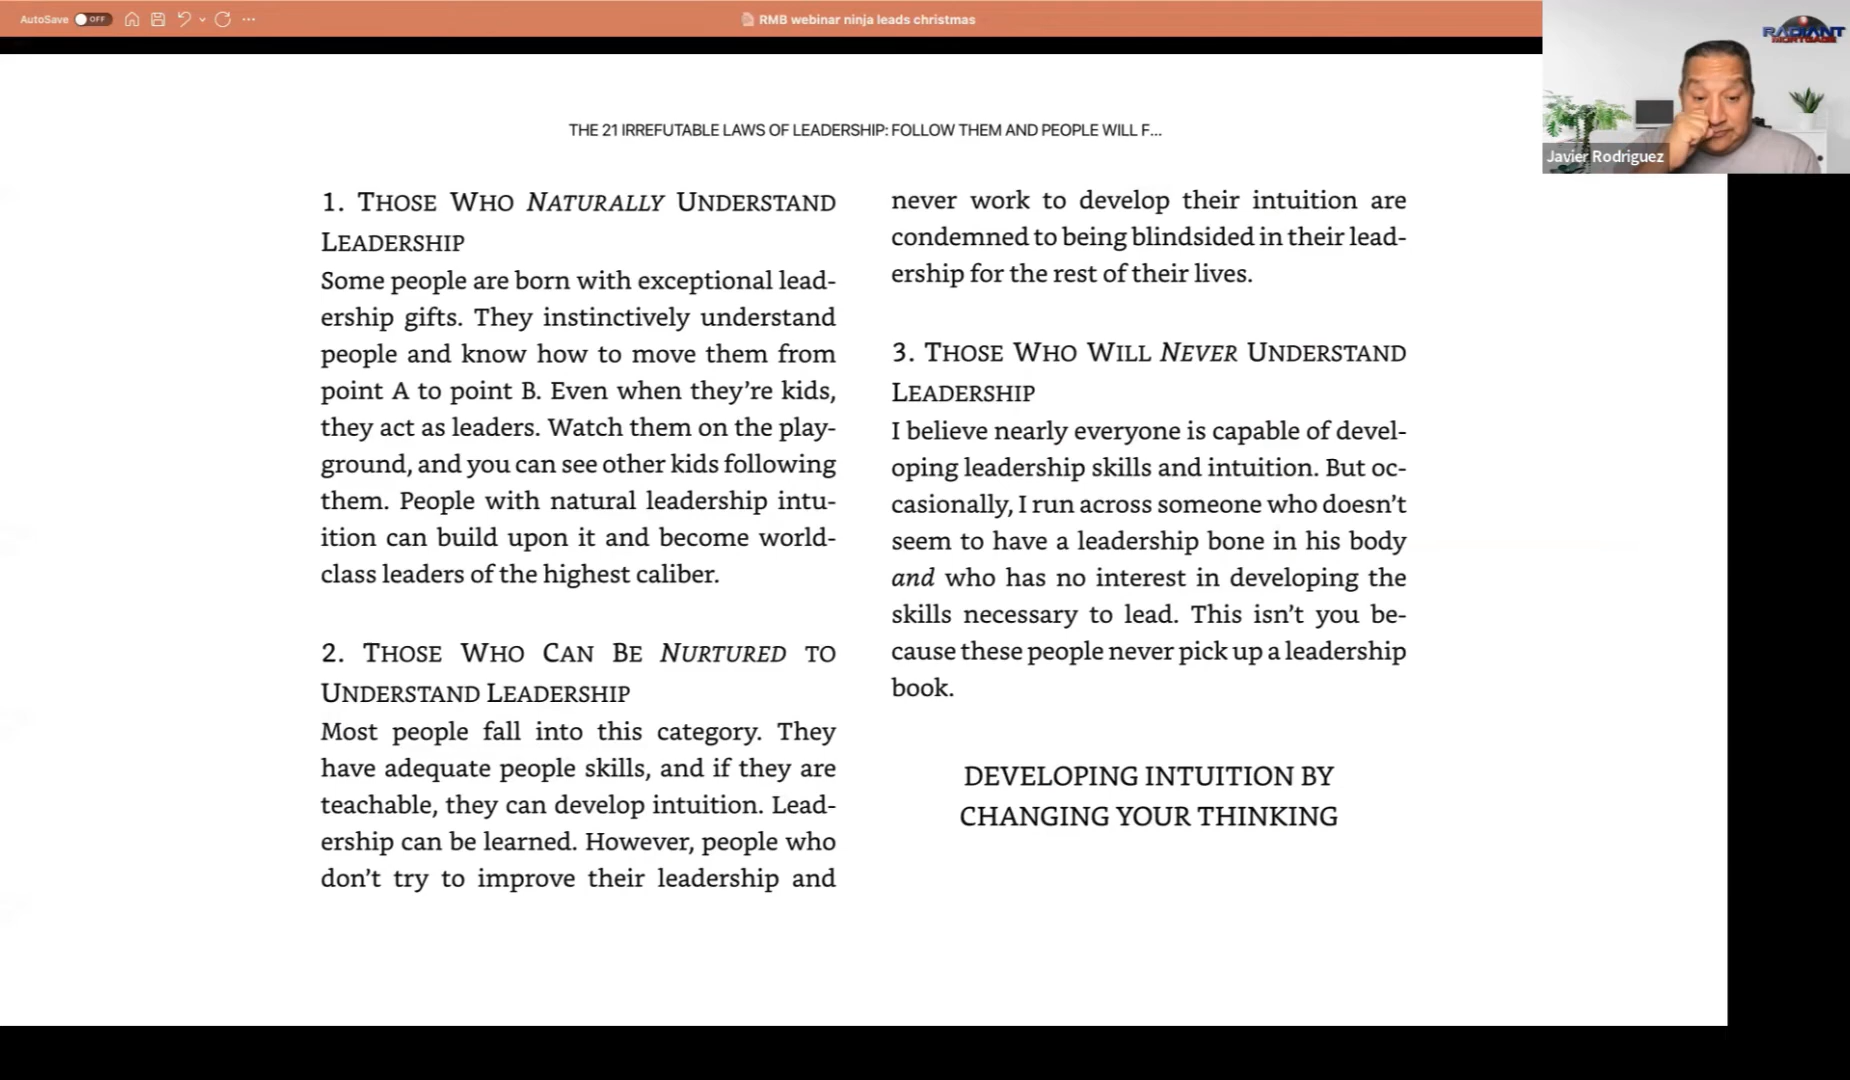 AutoSave OFF
RMB webinar ninja leads christmas
RADIANT
MORTGAGE
Javier Rodriguez
THE 21 IRREFUTABLE LAWS OF LEADERSHIP: FOLLOW THEM AND PEOPLE WILL F...
1. THOSE WHO NATURALLY UNDERSTAND
LEADERSHIP
Some people are born with exceptional lead-
ership gifts. They instinctively understand
people and know how to move them from
point A to point B. Even when they’re kids,
they act as leaders. Watch them on the play-
ground, and you can see other kids following
them. People with natural leadership intu-
ition can build upon it and become world-
class leaders of the highest caliber.
2. THOSE WHO CAN BE NURTURED TO
UNDERSTAND LEADERSHIP
Most people fall into this category. They
have adequate people skills, and if they are
teachable, they can develop intuition. Lead-
ership can be learned. However, people who
don’t try to improve their leadership and
never work to develop their intuition are
condemned to being blindsided in their lead-
ership for the rest of their lives.
3. THOSE WHO WILL NEVER UNDERSTAND
LEADERSHIP
I believe nearly everyone is capable of devel-
oping leadership skills and intuition. But oc-
casionally, I run across someone who doesn’t
seem to have a leadership bone in his body
and who has no interest in developing the
skills necessary to lead. This isn’t you be-
cause these people never pick up a leadership
book.
DEVELOPING INTUITION BY
CHANGING YOUR THINKING